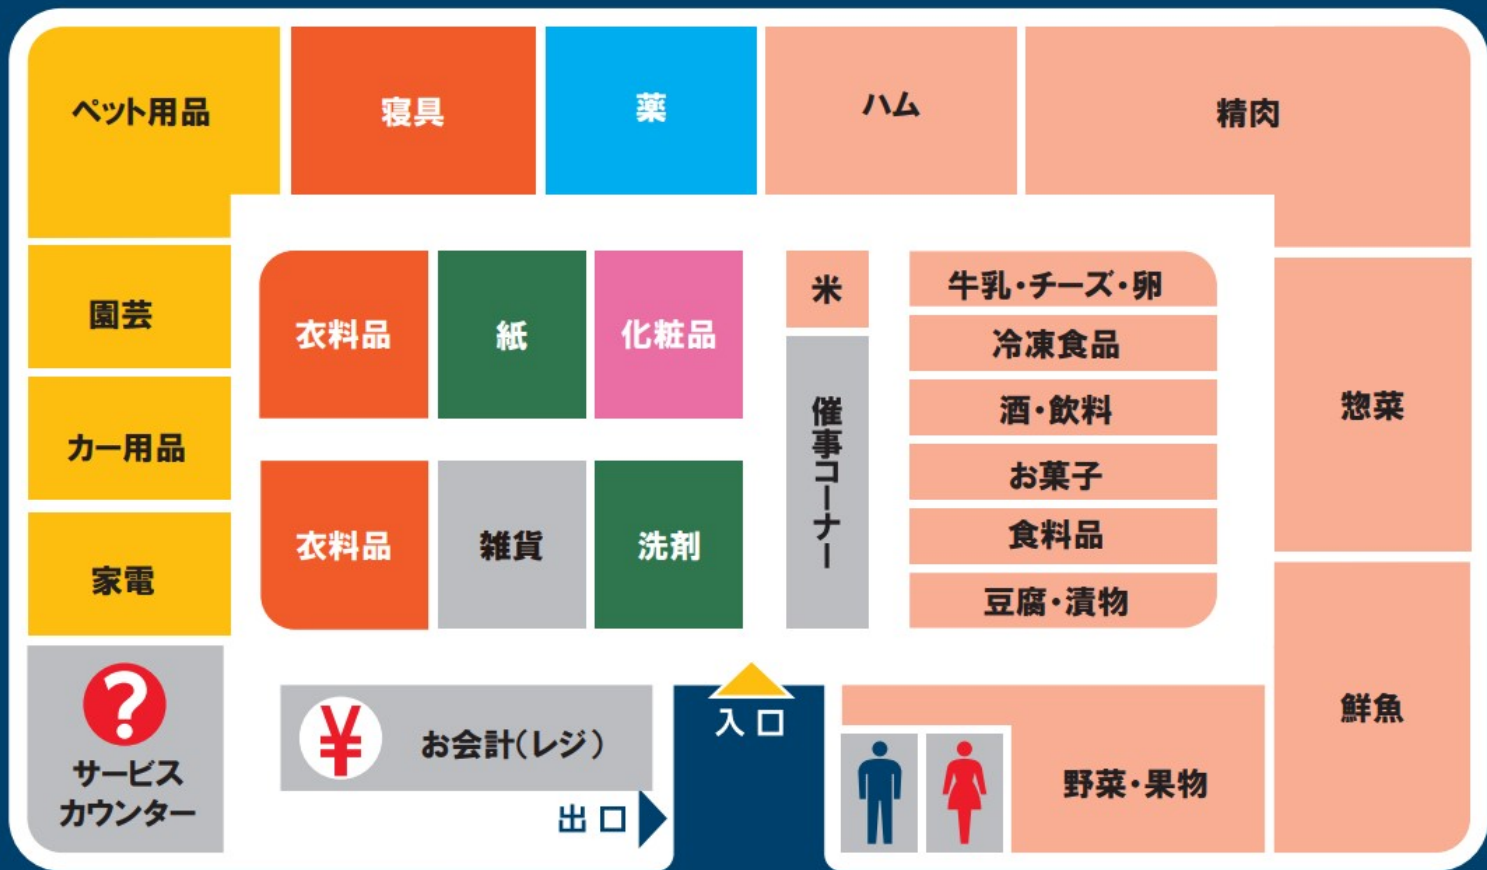 ペット用品
寝具
薬
ハム
精肉
園芸
衣料品
紙
化粧品
米
牛乳・チーズ・卵
冷凍食品
酒・飲料
お菓子
食料品
豆腐・漬物
惣菜
カー用品
催事コーナー
家電
衣料品
雑貨
洗剤
鮮魚
?
サービス
カウンター
¥
お会計(レジ)
入口
出口
野菜・果物